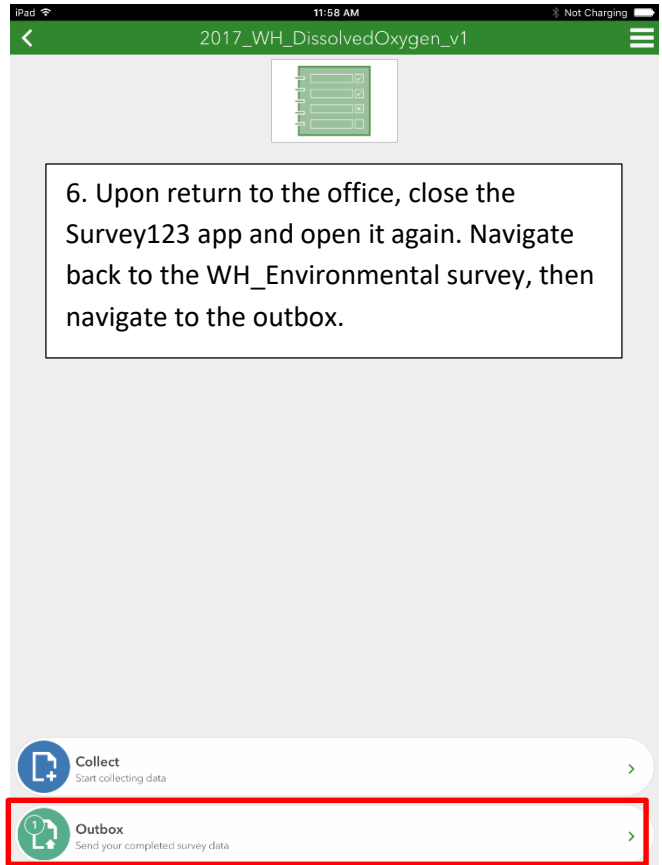 iPad 11:58 AM Not Charging
2017_WH_DissolvedOxygen_v1
6. Upon return to the office, close the
Survey123 app and open it again. Navigate
back to the WH_Environmental survey, then
navigate to the outbox.
Collect
Start collecting data
1
Outbox
Send your completed survey data